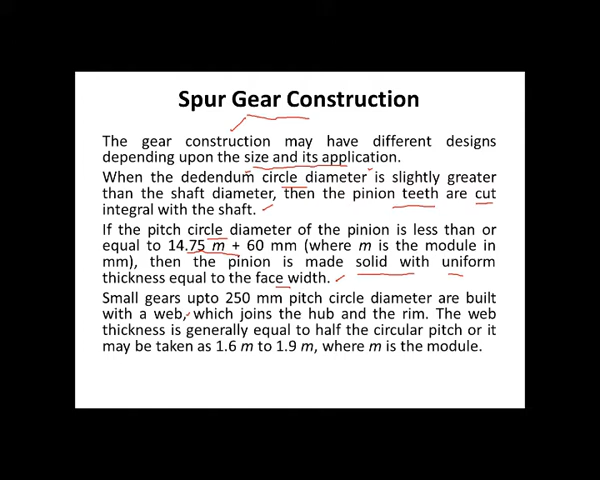 Spur Gear Construction
The gear construction may have different designs
depending upon the size and its application.
When the dedendum circle diameter is slightly greater
than the shaft diameter, then the pinion teeth are cut
integral with the shaft.
If the pitch circle diameter of the pinion is less than or
equal to 14.75 m + 60 mm (where m is the module in
mm), then the pinion is made solid with uniform
thickness equal to the face width.
Small gears upto 250 mm pitch circle diameter are built
with a web, which joins the hub and the rim. The web
thickness is generally equal to half the circular pitch or it
may be taken as 1.6 m to 1.9 m, where m is the module.